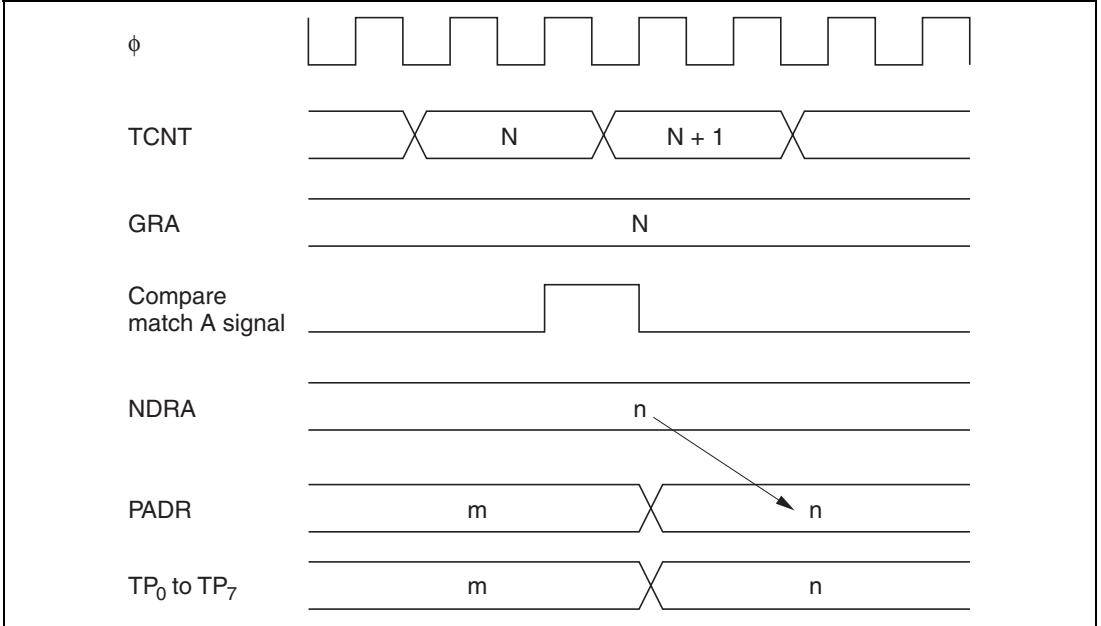 φ
TCNT N N + 1
GRA N
Compare
match A signal
NDRA n
PADR m n
TP0 to TP7 m n